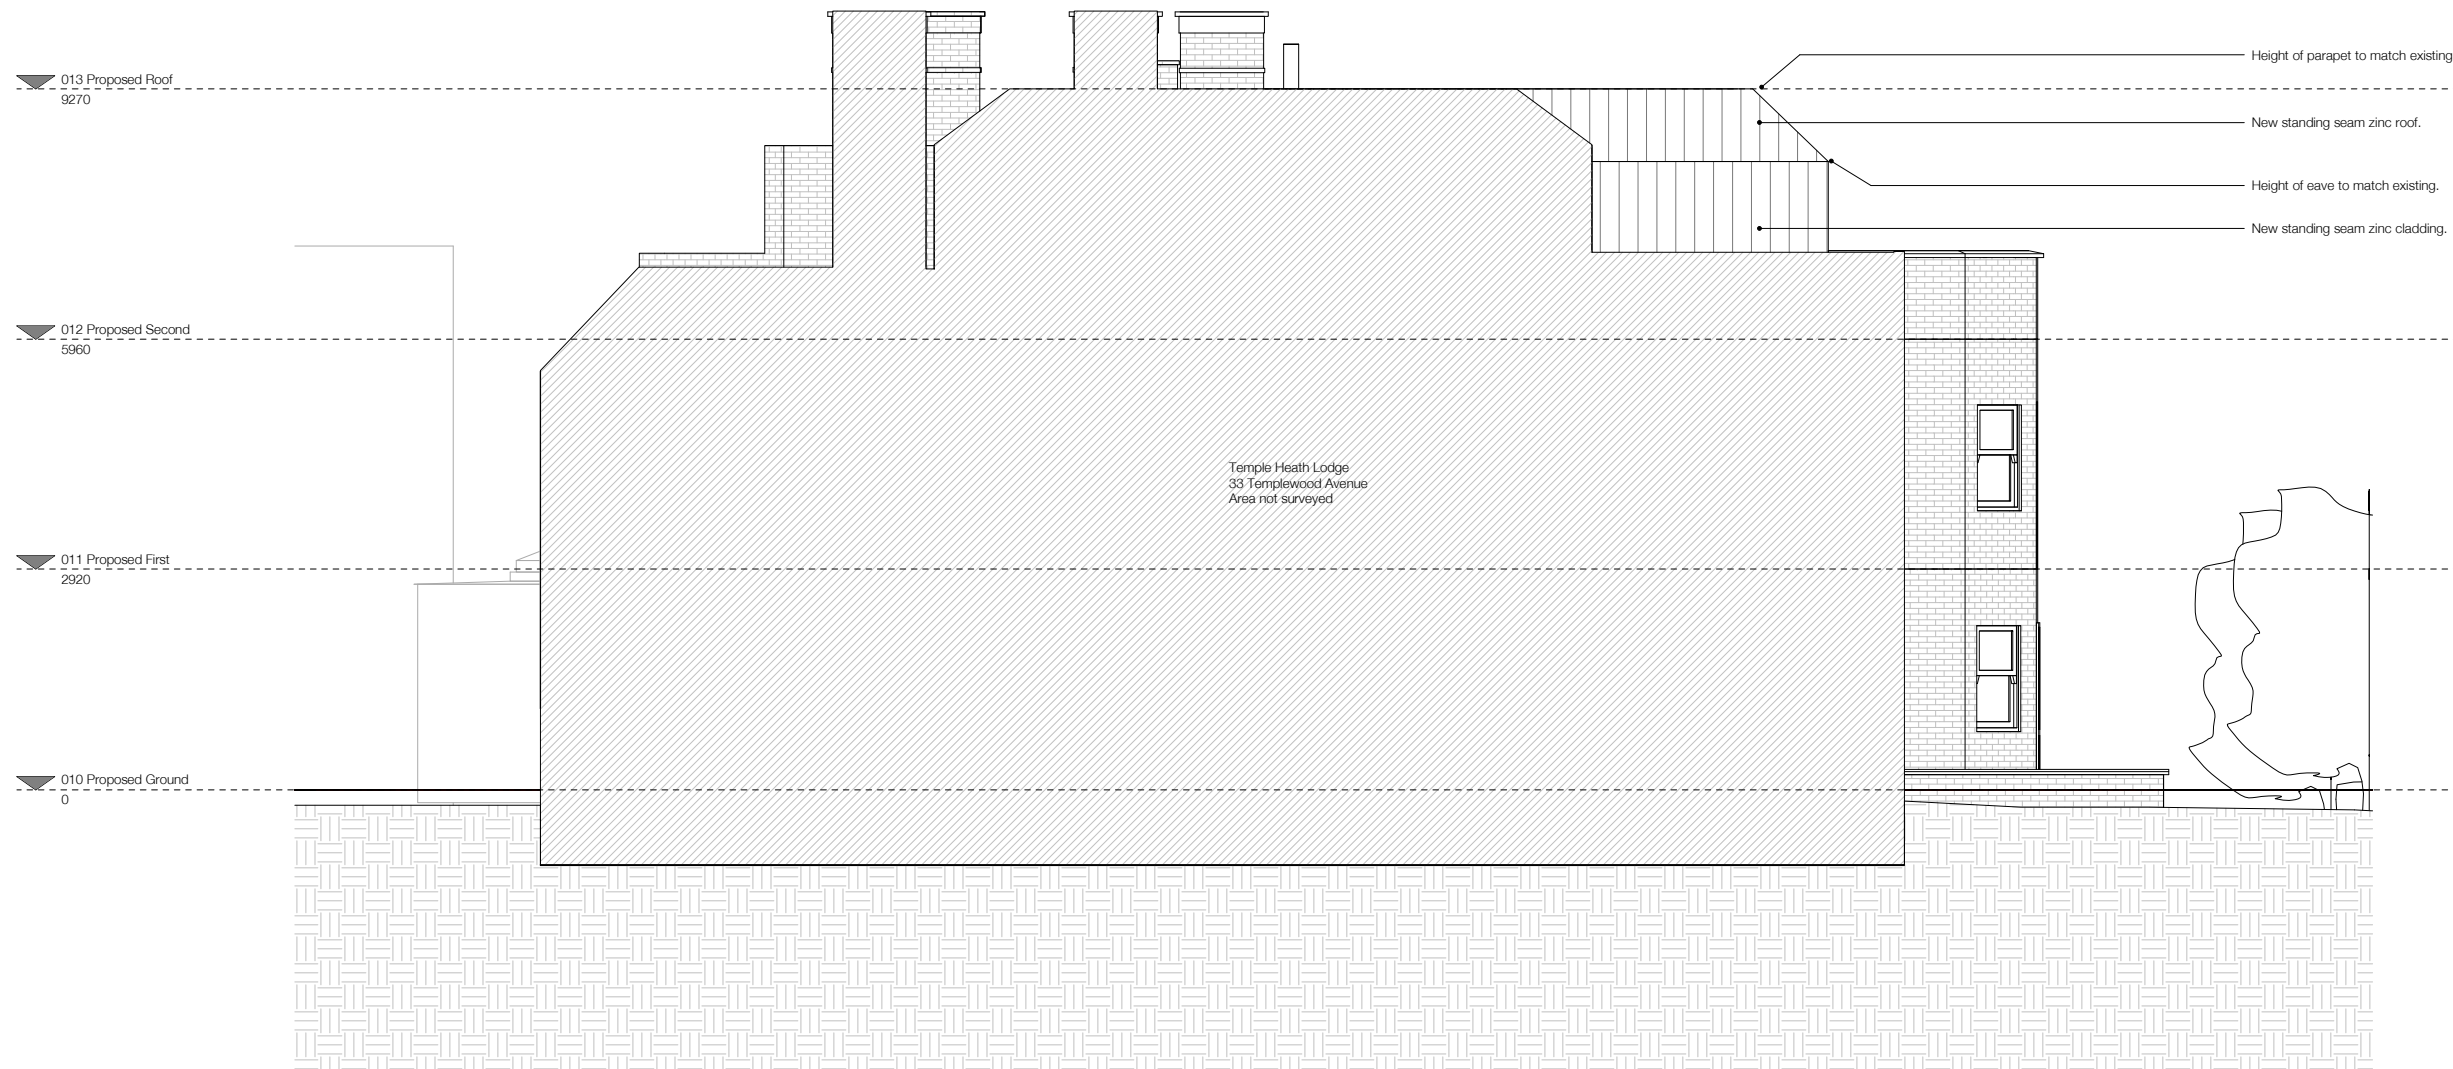 013 Proposed Roof
9270
Height of parapet to match existing
New standing seam zinc roof.
Height of eave to match existing.
New standing seam zinc cladding.
012 Proposed Second
5960
Temple Heath Lodge
33 Templewood Avenue
Area not surveyed
011 Proposed First
2920
010 Proposed Ground
0